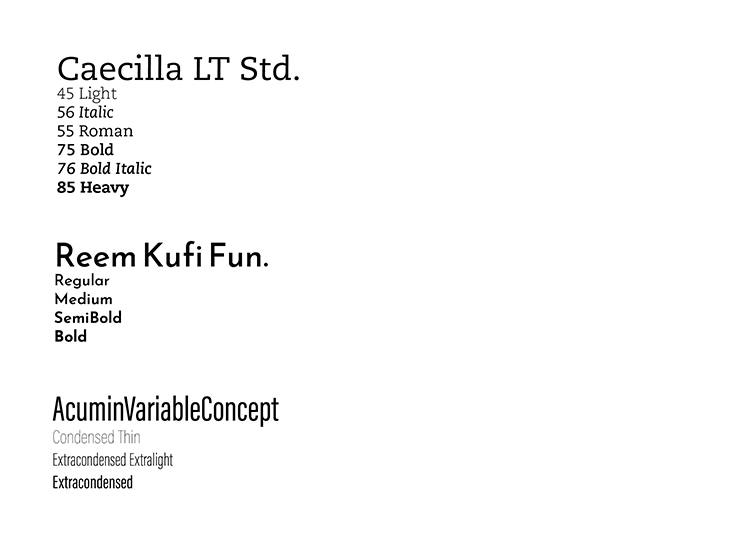 Caecilla LT Std.
45 Light
56 Italic
55 Roman
75 Bold
76 Bold Italic
85 Heavy
Reem Kufi Fun.
Regular
Medium
SemiBold
Bold
AcuminVariableConcept
Condensed Thin
Extracondensed Extralight
Extracondensed